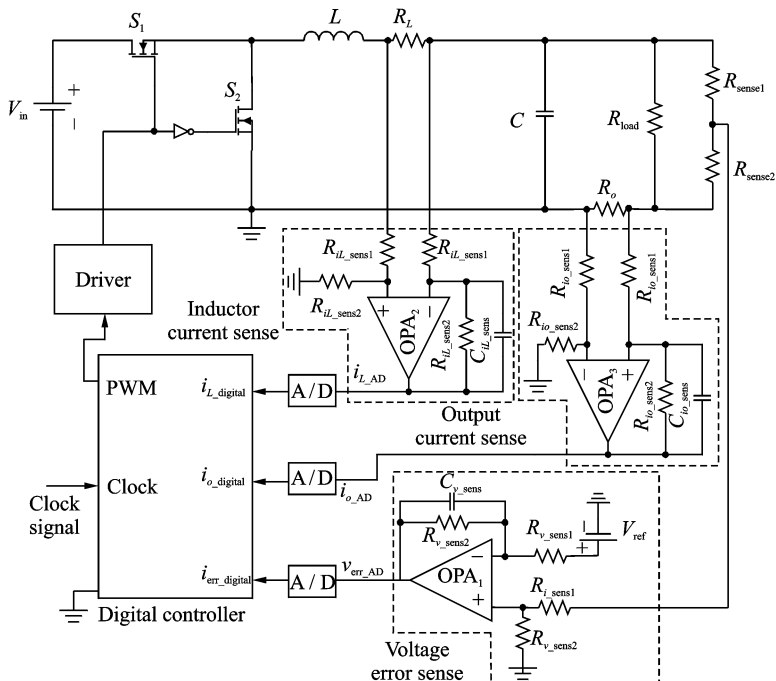 S₁
L
R_L
S₂
V_in
+
−
C
R_load
R_sense1
R_sense2
R_o
Driver
R_iL_sens1
R_iL_sens1
R_iL_sens2
+
−
OPA₂
R_iL_sens2
C_iL_sens
R_io_sens1
R_io_sens1
R_io_sens2
−
+
OPA₃
R_io_sens2
C_io_sens
Inductor
current sense
Output
current sense
PWM
i_L_digital
A/D
i_L_AD
Clock
signal
Clock
i_o_digital
A/D
i_o_AD
C_v_sens
R_v_sens2
R_v_sens1
−
+
V_ref
i_err_digital
A/D
v_err_AD
OPA₁
−
+
R_i_sens1
R_v_sens2
Digital controller
Voltage
error sense